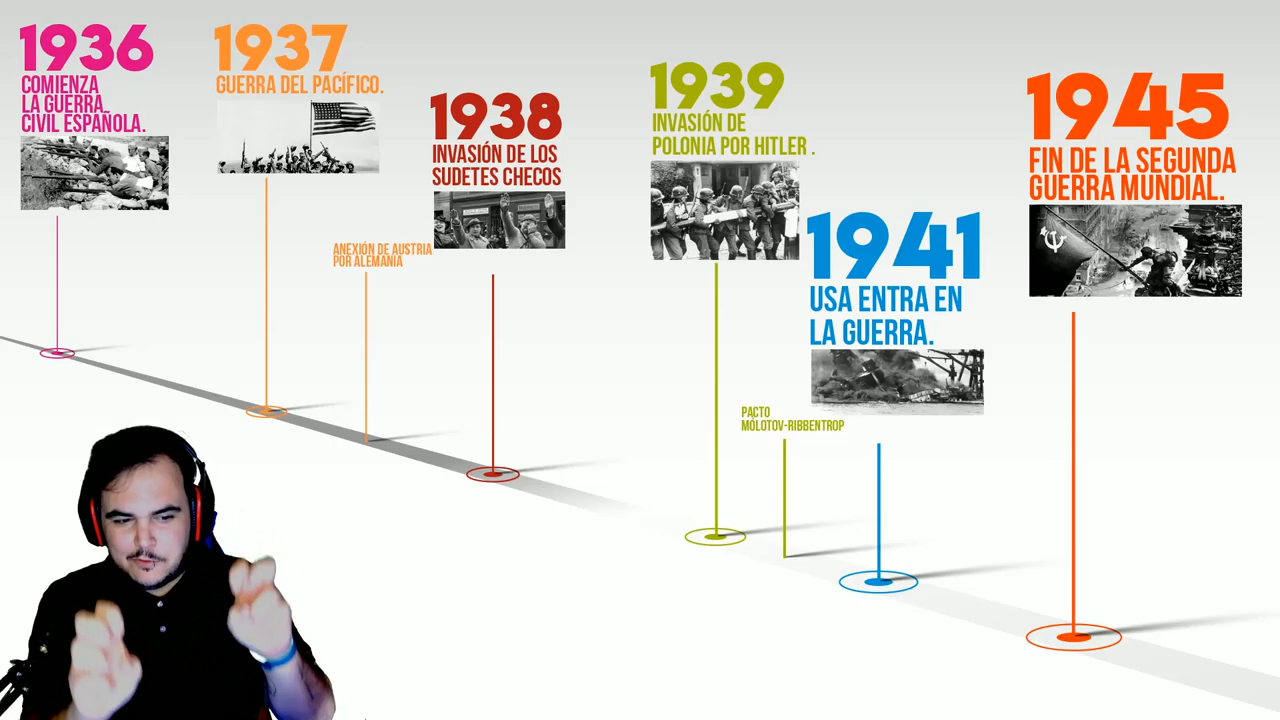 1936
COMIENZA
LA GUERRA
CIVIL ESPAÑOLA.
1937
GUERRA DEL PACÍFICO.
ANEXIÓN DE AUSTRIA
POR ALEMANIA
1938
INVASIÓN DE LOS
SUDETES CHECOS
1939
INVASIÓN DE
POLONIA POR HITLER .
PACTO
MÓLOTOV-RIBBENTROP
1941
USA ENTRA EN
LA GUERRA.
1945
FIN DE LA SEGUNDA
GUERRA MUNDIAL.